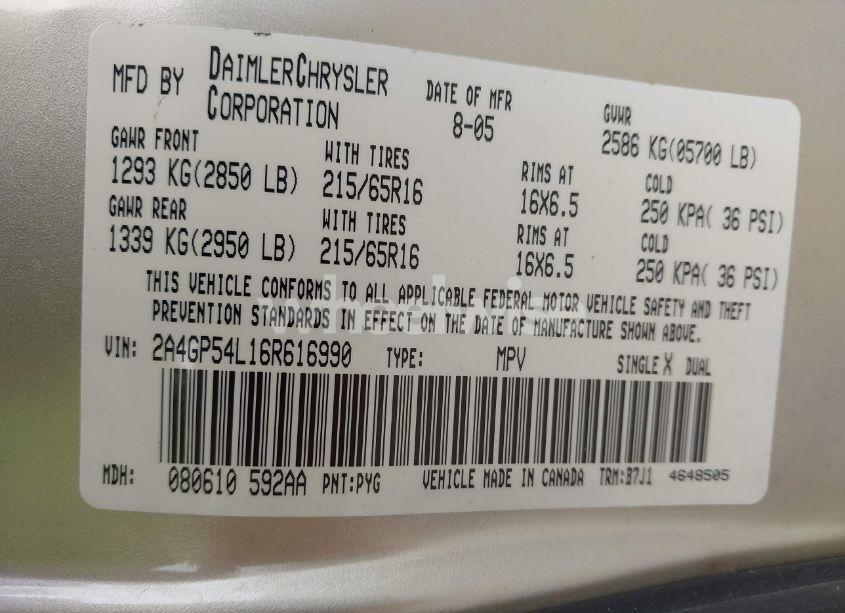 MFD BY DAIMLERCHRYSLER CORPORATION
DATE OF MFR 8-05
GVWR 2586 KG(05700 LB)
GAWR FRONT WITH TIRES RIMS AT COLD
1293 KG(2850 LB) 215/65R16 16X6.5 250 KPA( 36 PSI)
GAWR REAR WITH TIRES RIMS AT COLD
1339 KG(2950 LB) 215/65R16 16X6.5 250 KPA( 36 PSI)
THIS VEHICLE CONFORMS TO ALL APPLICABLE FEDERAL MOTOR VEHICLE SAFETY AND THEFT
PREVENTION STANDARDS IN EFFECT ON THE DATE OF MANUFACTURE SHOWN ABOVE.
VIN: 2A4GP54L16R616990 TYPE: MPV SINGLE X DUAL
MDH: 080610 592AA PNT:PYG VEHICLE MADE IN CANADA TRM:B7J1 4648505